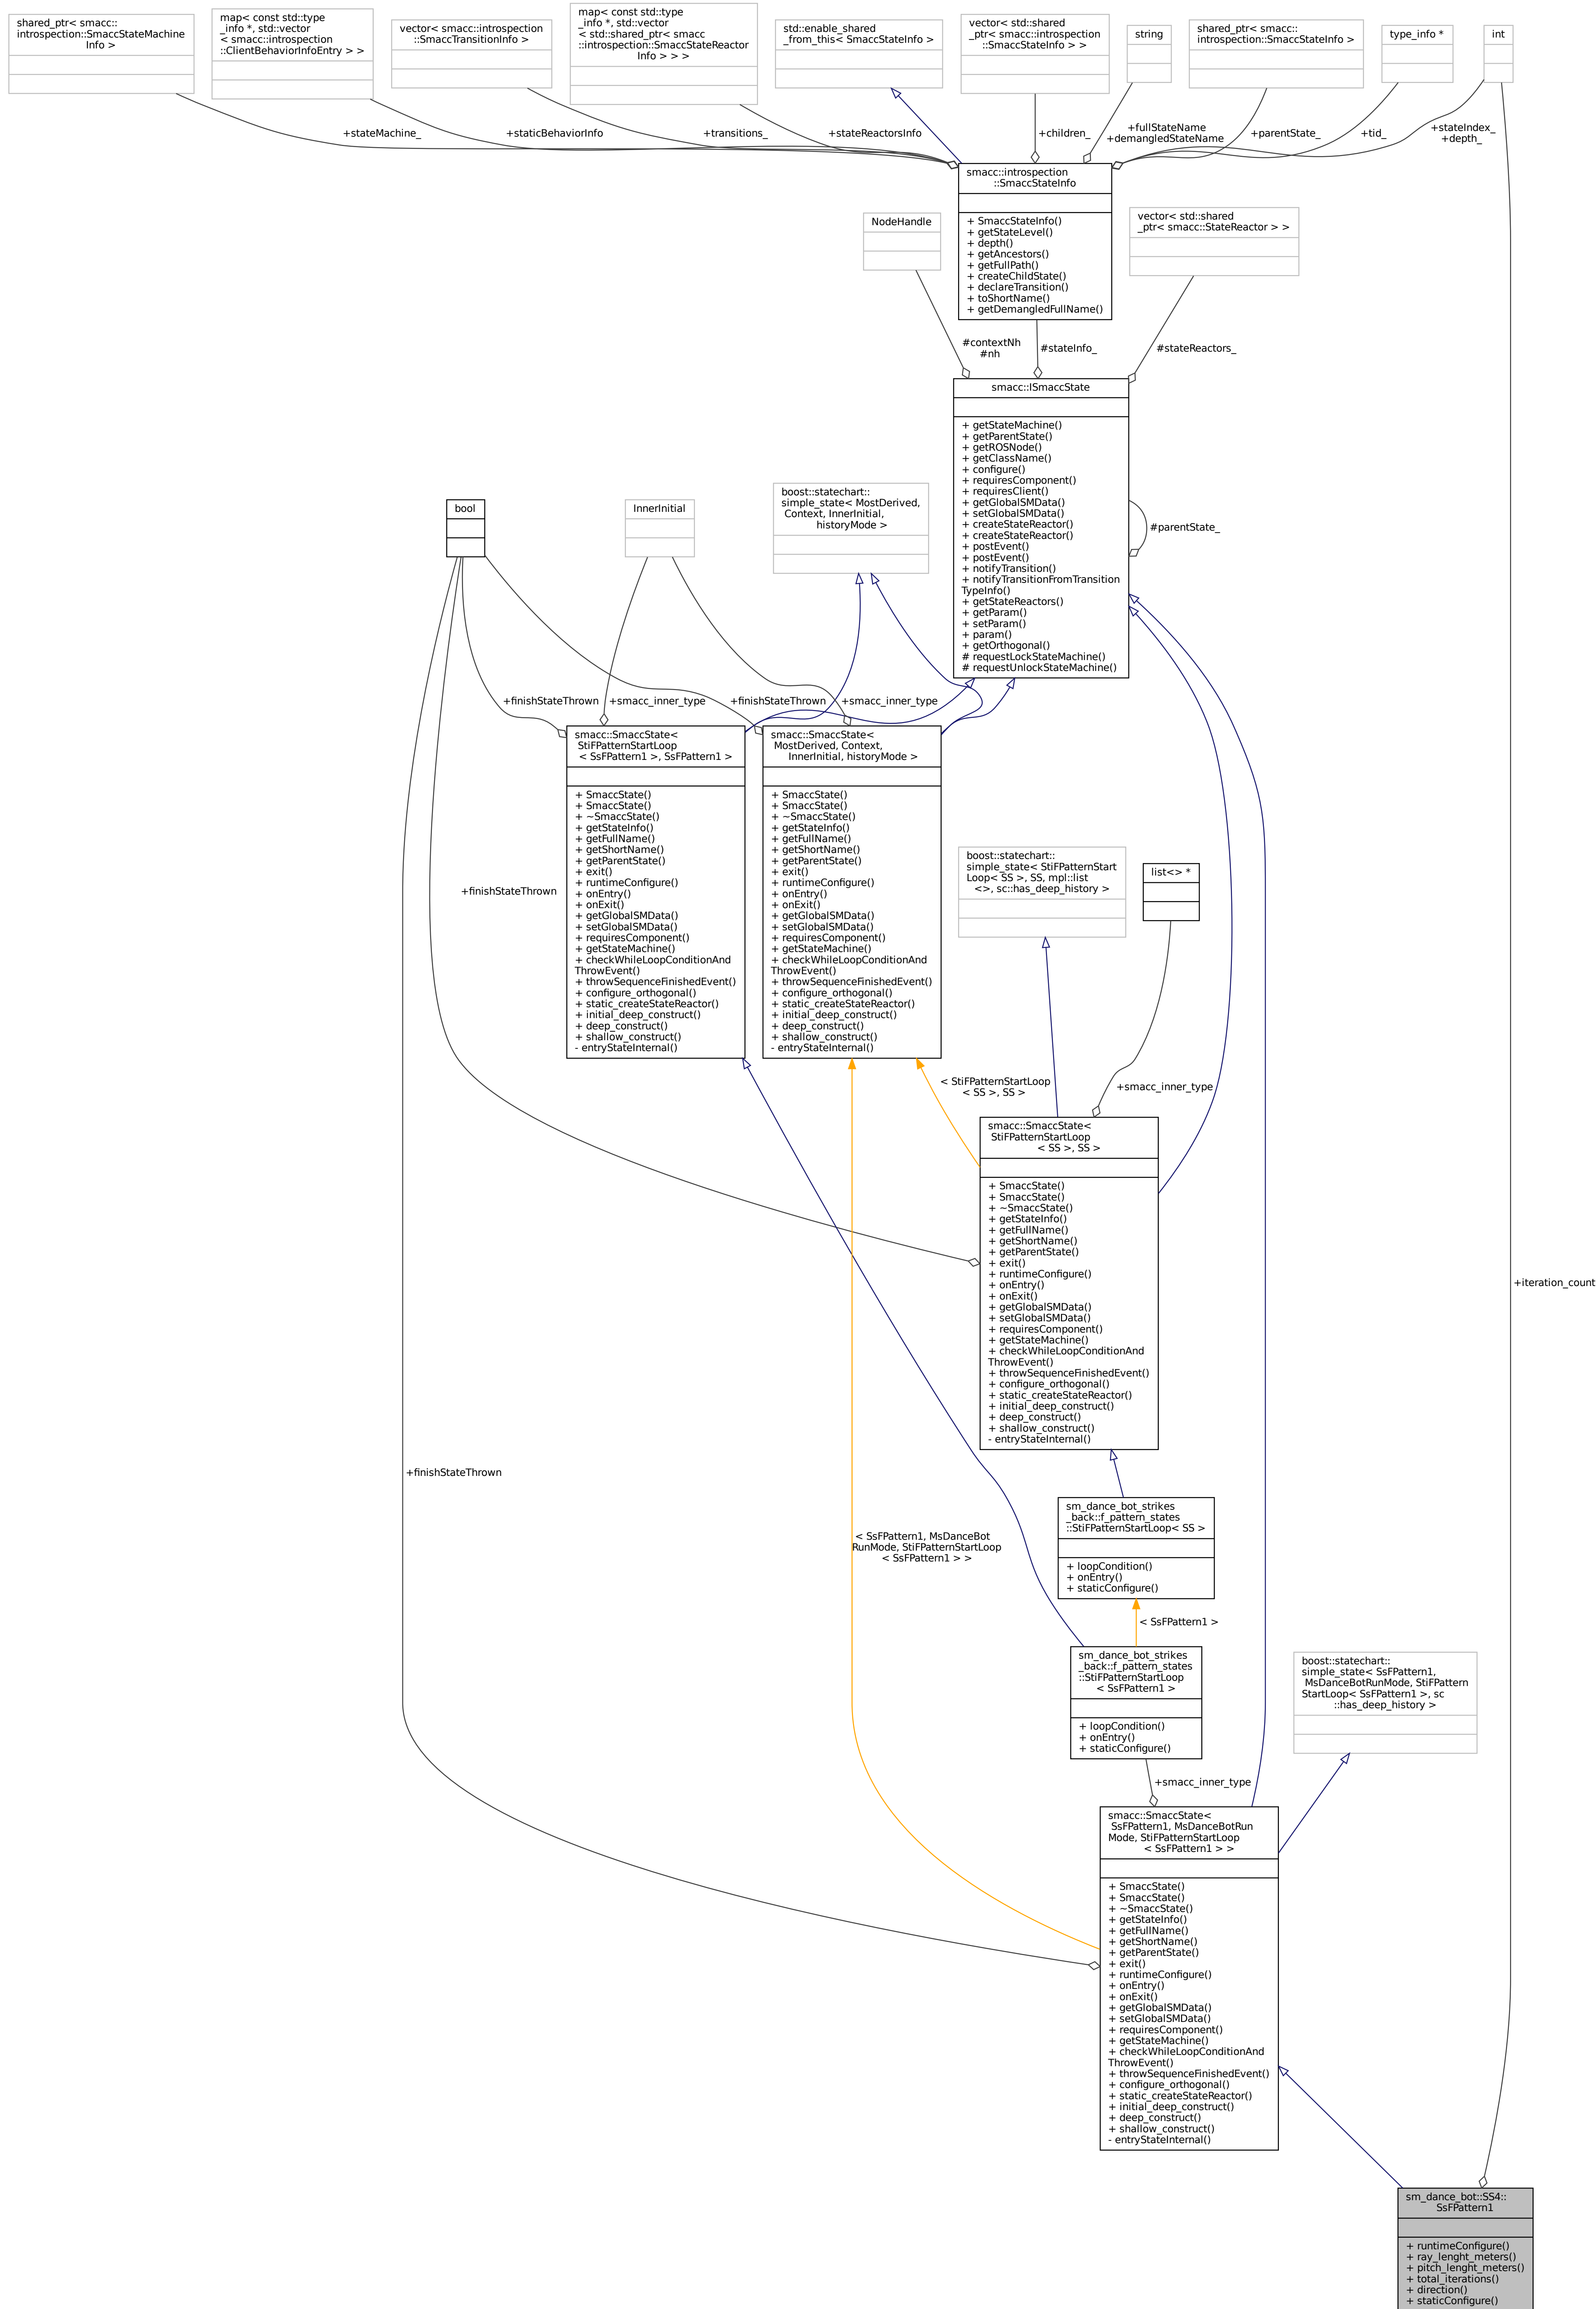 shared_ptr< smacc::
introspection::SmaccStateMachine
Info >
map< const std::type
_info *, std::vector
< smacc::introspection
::ClientBehaviorInfoEntry > >
vector< smacc::introspection
::SmaccTransitionInfo >
map< const std::type
_info *, std::vector
< std::shared_ptr< smacc
::introspection::SmaccStateReactor
Info > > >
std::enable_shared
_from_this< SmaccStateInfo >
vector< std::shared
_ptr< smacc::introspection
::SmaccStateInfo > >
string
shared_ptr< smacc::
introspection::SmaccStateInfo >
type_info *
int
+stateMachine_
+staticBehaviorInfo
+transitions_
+stateReactorsInfo
+children_
+fullStateName
+demangledStateName
+parentState_
+tid_
+stateIndex_
+depth_
smacc::introspection
::SmaccStateInfo
+ SmaccStateInfo()
+ getStateLevel()
+ depth()
+ getAncestors()
+ getFullPath()
+ createChildState()
+ declareTransition()
+ toShortName()
+ getDemangledFullName()
NodeHandle
vector< std::shared
_ptr< smacc::StateReactor > >
#contextNh
#nh
#stateInfo_
#stateReactors_
smacc::ISmaccState
+ getStateMachine()
+ getParentState()
+ getROSNode()
+ getClassName()
+ configure()
+ requiresComponent()
+ requiresClient()
+ getGlobalSMData()
+ setGlobalSMData()
+ createStateReactor()
+ createStateReactor()
+ postEvent()
+ postEvent()
+ notifyTransition()
+ notifyTransitionFromTransition
TypeInfo()
+ getStateReactors()
+ getParam()
+ setParam()
+ param()
+ getOrthogonal()
# requestLockStateMachine()
# requestUnlockStateMachine()
#parentState_
bool
InnerInitial
boost::statechart::
simple_state< MostDerived,
Context, InnerInitial,
historyMode >
+finishStateThrown
+smacc_inner_type
+finishStateThrown
+smacc_inner_type
smacc::SmaccState<
StiFPatternStartLoop
< SsFPattern1 >, SsFPattern1 >
+ SmaccState()
+ SmaccState()
+ ~SmaccState()
+ getStateInfo()
+ getFullName()
+ getShortName()
+ getParentState()
+ exit()
+ runtimeConfigure()
+ onEntry()
+ onExit()
+ getGlobalSMData()
+ setGlobalSMData()
+ requiresComponent()
+ getStateMachine()
+ checkWhileLoopConditionAnd
ThrowEvent()
+ throwSequenceFinishedEvent()
+ configure_orthogonal()
+ static_createStateReactor()
+ initial_deep_construct()
+ deep_construct()
+ shallow_construct()
- entryStateInternal()
smacc::SmaccState<
MostDerived, Context,
InnerInitial, historyMode >
+ SmaccState()
+ SmaccState()
+ ~SmaccState()
+ getStateInfo()
+ getFullName()
+ getShortName()
+ getParentState()
+ exit()
+ runtimeConfigure()
+ onEntry()
+ onExit()
+ getGlobalSMData()
+ setGlobalSMData()
+ requiresComponent()
+ getStateMachine()
+ checkWhileLoopConditionAnd
ThrowEvent()
+ throwSequenceFinishedEvent()
+ configure_orthogonal()
+ static_createStateReactor()
+ initial_deep_construct()
+ deep_construct()
+ shallow_construct()
- entryStateInternal()
+finishStateThrown
boost::statechart::
simple_state< StiFPatternStart
Loop< SS >, SS, mpl::list
<>, sc::has_deep_history >
list<> *
< StiFPatternStartLoop
< SS >, SS >
+smacc_inner_type
smacc::SmaccState<
StiFPatternStartLoop
< SS >, SS >
+ SmaccState()
+ SmaccState()
+ ~SmaccState()
+ getStateInfo()
+ getFullName()
+ getShortName()
+ getParentState()
+ exit()
+ runtimeConfigure()
+ onEntry()
+ onExit()
+ getGlobalSMData()
+ setGlobalSMData()
+ requiresComponent()
+ getStateMachine()
+ checkWhileLoopConditionAnd
ThrowEvent()
+ throwSequenceFinishedEvent()
+ configure_orthogonal()
+ static_createStateReactor()
+ initial_deep_construct()
+ deep_construct()
+ shallow_construct()
- entryStateInternal()
+iteration_count
+finishStateThrown
sm_dance_bot_strikes
_back::f_pattern_states
::StiFPatternStartLoop< SS >
+ loopCondition()
+ onEntry()
+ staticConfigure()
< SsFPattern1, MsDanceBot
RunMode, StiFPatternStartLoop
< SsFPattern1 > >
< SsFPattern1 >
sm_dance_bot_strikes
_back::f_pattern_states
::StiFPatternStartLoop
< SsFPattern1 >
+ loopCondition()
+ onEntry()
+ staticConfigure()
boost::statechart::
simple_state< SsFPattern1,
MsDanceBotRunMode, StiFPattern
StartLoop< SsFPattern1 >, sc
::has_deep_history >
+smacc_inner_type
smacc::SmaccState<
SsFPattern1, MsDanceBotRun
Mode, StiFPatternStartLoop
< SsFPattern1 > >
+ SmaccState()
+ SmaccState()
+ ~SmaccState()
+ getStateInfo()
+ getFullName()
+ getShortName()
+ getParentState()
+ exit()
+ runtimeConfigure()
+ onEntry()
+ onExit()
+ getGlobalSMData()
+ setGlobalSMData()
+ requiresComponent()
+ getStateMachine()
+ checkWhileLoopConditionAnd
ThrowEvent()
+ throwSequenceFinishedEvent()
+ configure_orthogonal()
+ static_createStateReactor()
+ initial_deep_construct()
+ deep_construct()
+ shallow_construct()
- entryStateInternal()
sm_dance_bot::SS4::
SsFPattern1
+ runtimeConfigure()
+ ray_lenght_meters()
+ pitch_lenght_meters()
+ total_iterations()
+ direction()
+ staticConfigure()